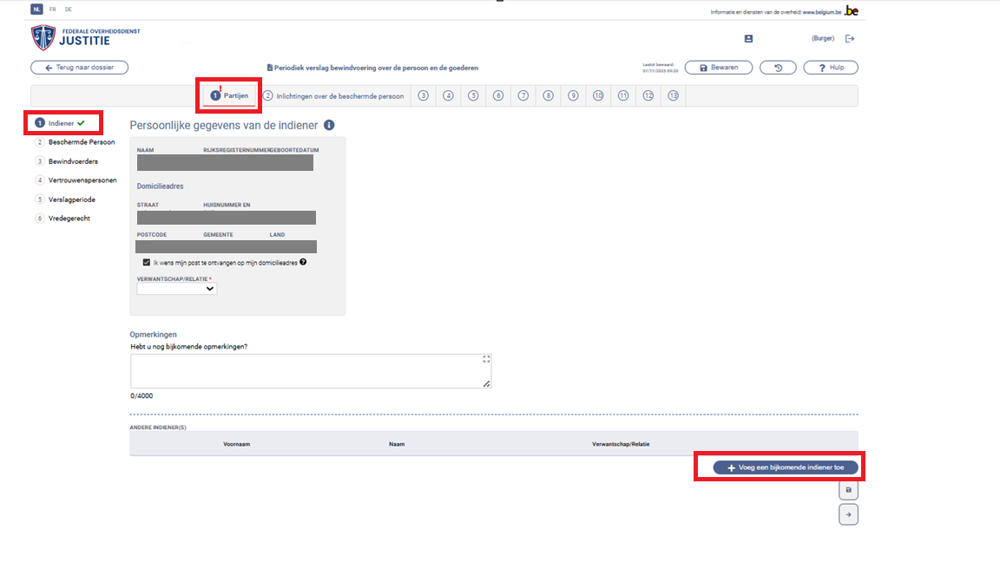 NL FR DE
Informatie en diensten van de overheid: www.belgium.be .be
FEDERALE OVERHEIDSDIENST
JUSTITIE
(Burger)
Terug naar dossier
Periodiek verslag bewindvoering over de persoon en de goederen
Laatst bewaard:
07/11/2025 09:20
Bewaren
? Hulp
1 Partijen
2 Inlichtingen over de beschermde persoon
3 4 5 6 7 8 9 10 11 12 13
1 Indiener
2 Beschermde Persoon
3 Bewindvoerders
4 Vertrouwenspersonen
5 Verslagperiode
6 Vredegerecht
Persoonlijke gegevens van de indiener
NAAM RIJKSREGISTERNUMMER GEBOORTEDATUM
Domicilieadres
STRAAT HUISNUMMER EN
POSTCODE GEMEENTE LAND
Ik wens mijn post te ontvangen op mijn domicilieadres
VERWANTSCHAP/RELATIE *
Opmerkingen
Hebt u nog bijkomende opmerkingen?
0/4000
ANDERE INDIENER(S)
Voornaam Naam Verwantschap/Relatie
+ Voeg een bijkomende indiener toe